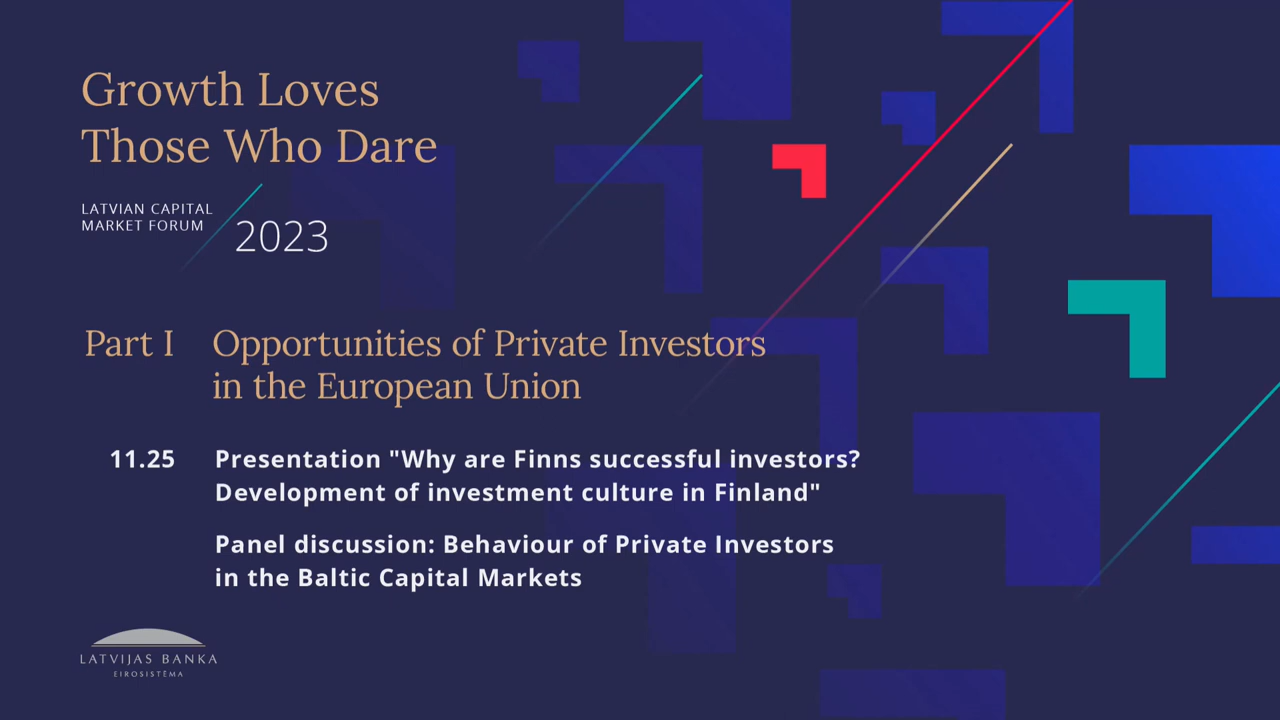 Growth Loves
Those Who Dare
LATVIAN CAPITAL
MARKET FORUM
2023
Part I Opportunities of Private Investors
in the European Union
11.25 Presentation "Why are Finns successful investors?
Development of investment culture in Finland"
Panel discussion: Behaviour of Private Investors
in the Baltic Capital Markets
LATVIJAS BANKA
EIROSISTĒMA